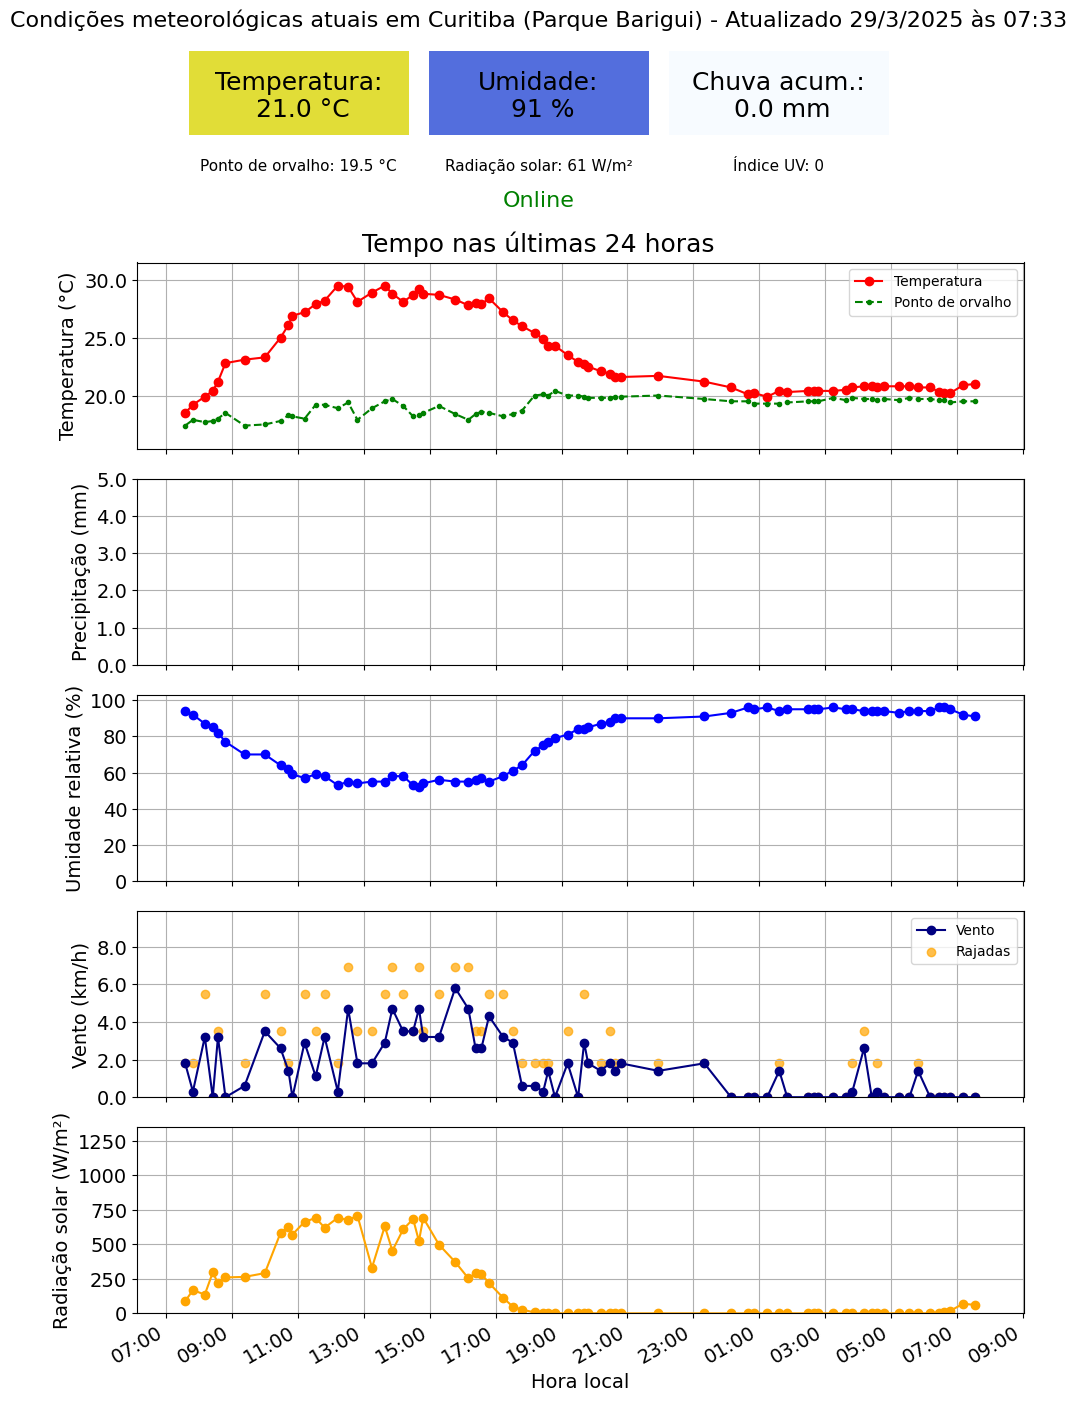 Condições meteorológicas atuais em Curitiba (Parque Barigui) - Atualizado 29/3/2025 às 07:33
Temperatura:
21.0 °C
Umidade:
91 %
Chuva acum.:
0.0 mm
Ponto de orvalho: 19.5 °C
Radiação solar: 61 W/m²
Índice UV: 0
Online
Tempo nas últimas 24 horas
Temperatura (°C)
30.0
25.0
20.0
Temperatura
Ponto de orvalho
Precipitação (mm)
5.0
4.0
3.0
2.0
1.0
0.0
Umidade relativa (%)
100
80
60
40
20
0
Vento (km/h)
8.0
6.0
4.0
2.0
0.0
Vento
Rajadas
Radiação solar (W/m²)
1250
1000
750
500
250
0
07:00
09:00
11:00
13:00
15:00
17:00
19:00
21:00
23:00
01:00
03:00
05:00
07:00
09:00
Hora local